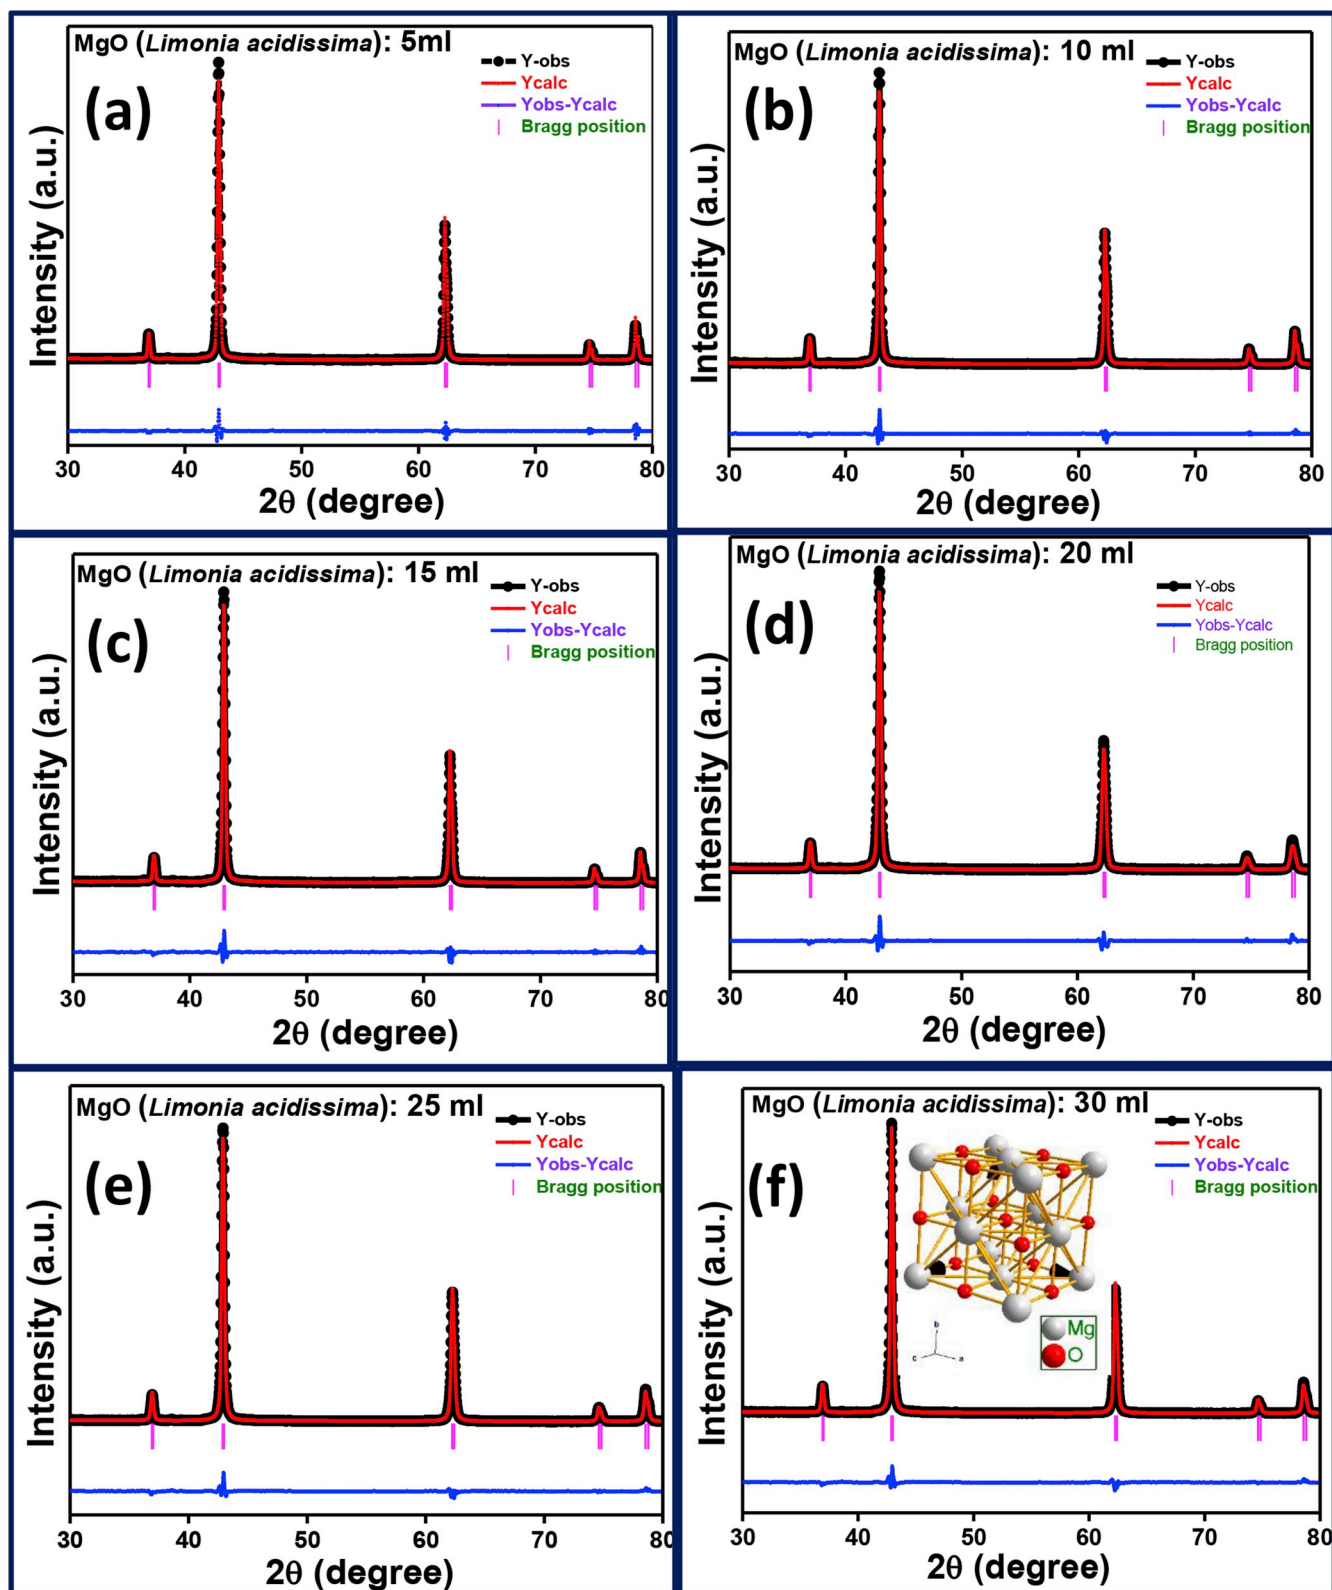 MgO (Limonia acidissima): 5ml
(a)
Y-obs
Ycalc
Yobs-Ycalc
Bragg position
Intensity (a.u.)
30 40 50 60 70 80
2θ (degree)
MgO (Limonia acidissima): 10 ml
(b)
Y-obs
Ycalc
Yobs-Ycalc
Bragg position
Intensity (a.u.)
30 40 50 60 70 80
2θ (degree)
MgO (Limonia acidissima): 15 ml
(c)
Y-obs
Ycalc
Yobs-Ycalc
Bragg position
Intensity (a.u.)
30 40 50 60 70 80
2θ (degree)
MgO (Limonia acidissima): 20 ml
(d)
Y-obs
Ycalc
Yobs-Ycalc
Bragg position
Intensity (a.u.)
30 40 50 60 70 80
2θ (degree)
MgO (Limonia acidissima): 25 ml
(e)
Y-obs
Ycalc
Yobs-Ycalc
Bragg position
Intensity (a.u.)
30 40 50 60 70 80
2θ (degree)
MgO (Limonia acidissima): 30 ml
(f)
Y-obs
Ycalc
Yobs-Ycalc
Bragg position
b
c a
Mg
O
Intensity (a.u.)
30 40 50 60 70 80
2θ (degree)